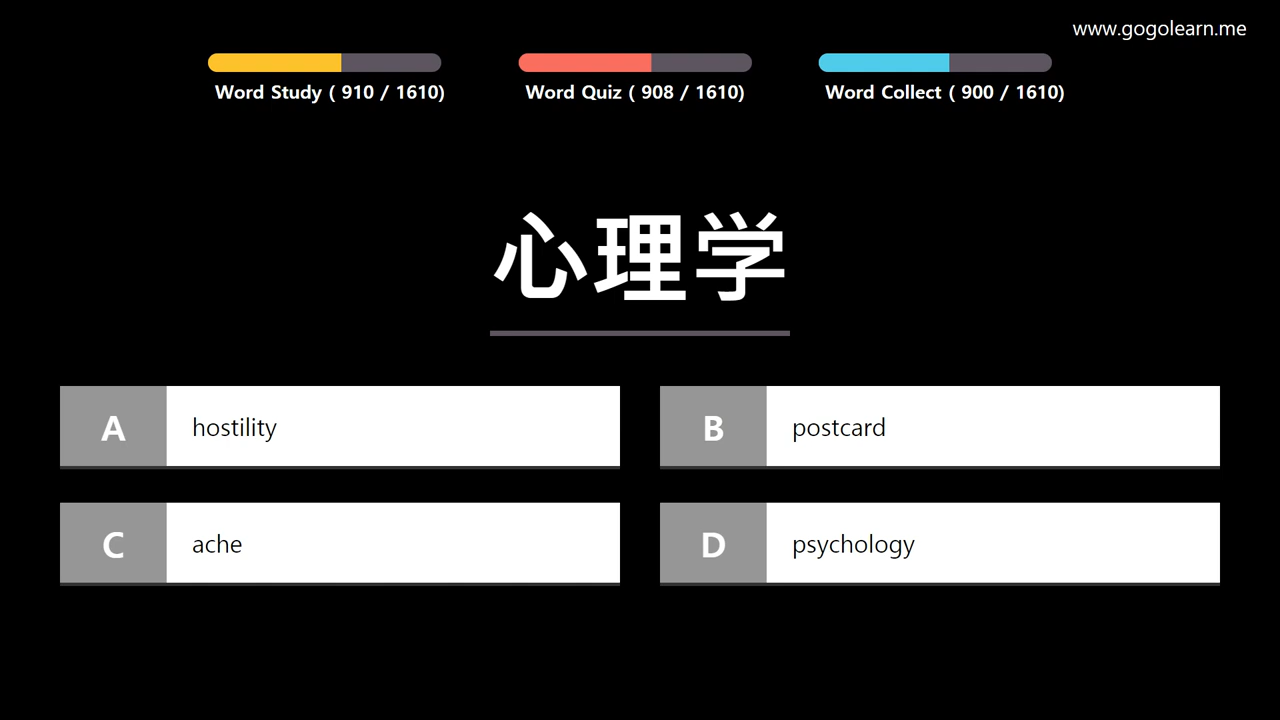 www.gogolearn.me
Word Study ( 910 / 1610)
Word Quiz ( 908 / 1610)
Word Collect ( 900 / 1610)
心理学
A hostility
B postcard
C ache
D psychology